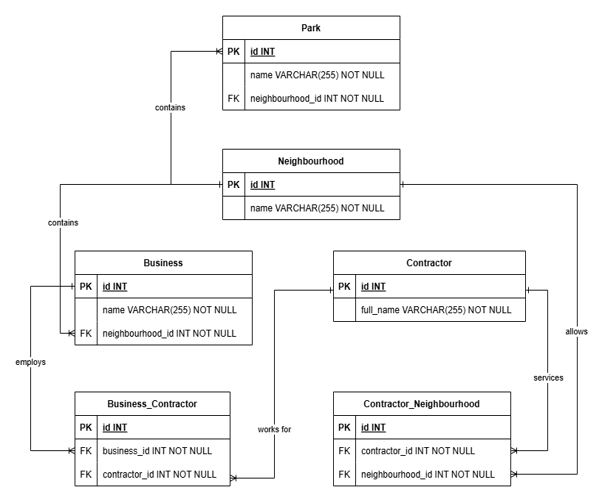 Park
PK id INT
name VARCHAR(255) NOT NULL
FK neighbourhood_id INT NOT NULL
contains
Neighbourhood
PK id INT
name VARCHAR(255) NOT NULL
contains
Business
PK id INT
name VARCHAR(255) NOT NULL
FK neighbourhood_id INT NOT NULL
Contractor
PK id INT
full_name VARCHAR(255) NOT NULL
allows
employs
services
Business_Contractor
PK id INT
FK business_id INT NOT NULL
FK contractor_id INT NOT NULL
works for
Contractor_Neighbourhood
PK id INT
FK contractor_id INT NOT NULL
FK neighbourhood_id INT NOT NULL